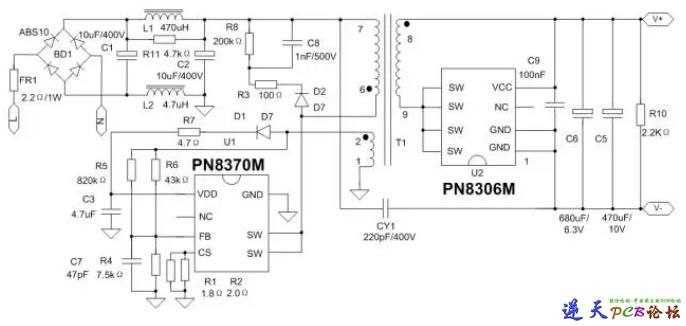 ABS10
10uF/400V
C1
BD1
FR1
2.2Ω/1W
L
N
L1
470uH
R11 4.7kΩ
C2
10uF/400V
L2 4.7uH
R8
200kΩ
C8
1nF/500V
R3 100Ω
D2
D7
7
6
8
9
T1
2
1
D1 D7
R7
4.7Ω
U1
PN8370M
R5
820kΩ
R6
43kΩ
C3
4.7uF
C7
47pF
R4
7.5kΩ
VDD
GND
NC
FB
SW
CS
SW
R1 R2
1.8Ω 2.0Ω
CY1
220pF/400V
C9
100nF
SW VCC
SW NC
SW GND
SW GND
1
U2
PN8306M
C6
C5
680uF/
6.3V
470uF/
10V
R10
2.2KΩ
V+
V-
逆天PCB论坛